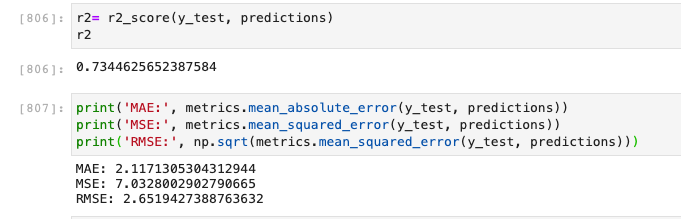 [806]: r2= r2_score(y_test, predictions)
r2
[806]: 0.7344625652387584
[807]: print('MAE:', metrics.mean_absolute_error(y_test, predictions))
print('MSE:', metrics.mean_squared_error(y_test, predictions))
print('RMSE:', np.sqrt(metrics.mean_squared_error(y_test, predictions)))
MAE: 2.1171305304312944
MSE: 7.0328002902790665
RMSE: 2.6519427388763632